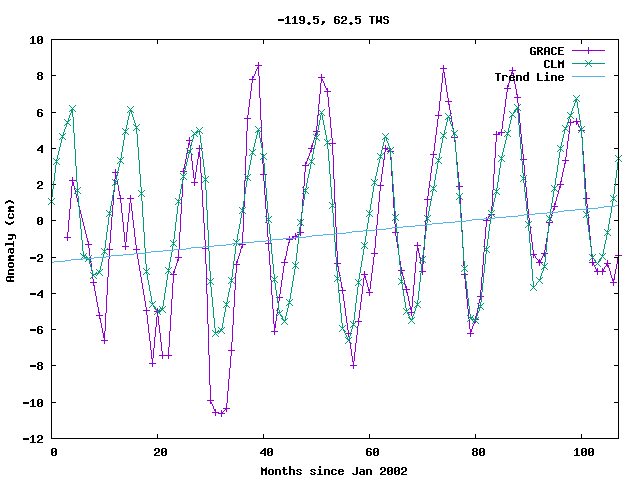 -119.5, 62.5 TWS
GRACE
CLM
Trend Line
10
8
6
4
2
0
-2
-4
-6
-8
-10
-12
Anomaly (cm)
0 20 40 60 80 100
Months since Jan 2002